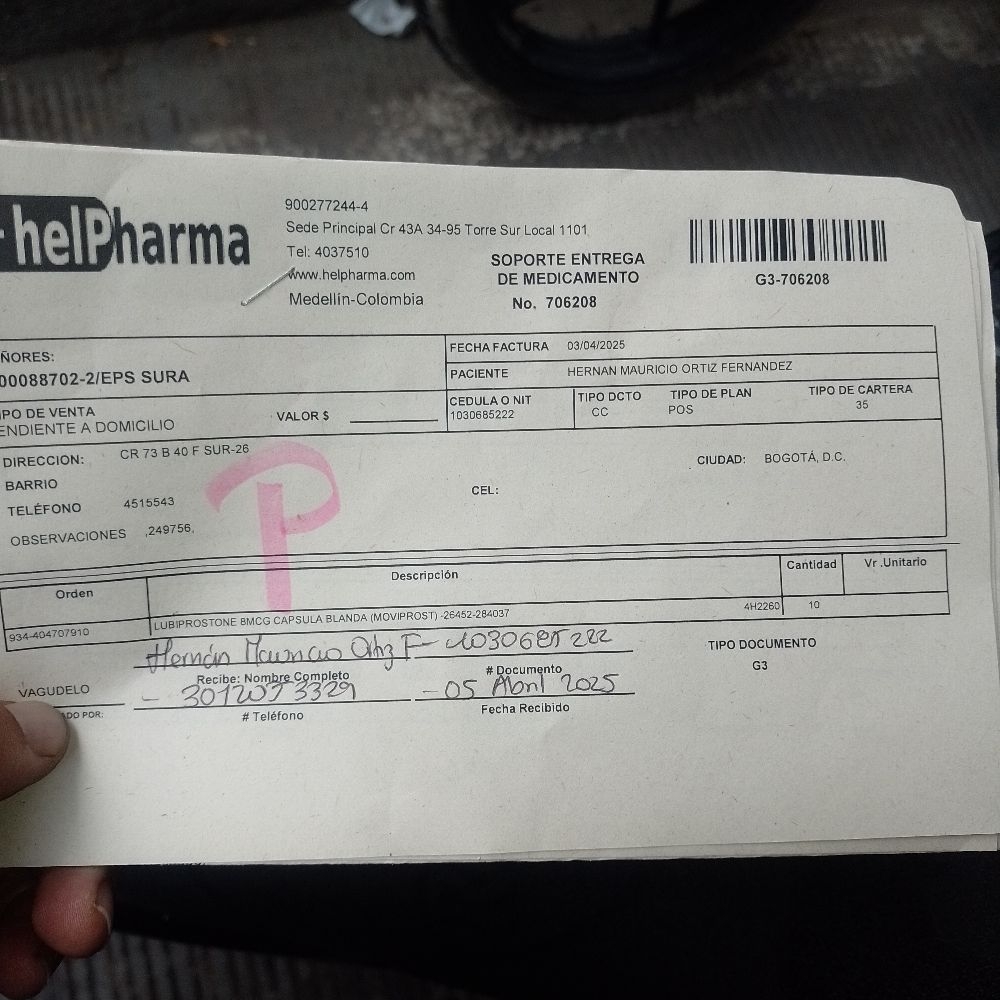 helPharma
900277244-4
Sede Principal Cr 43A 34-95 Torre Sur Local 1101
Tel: 4037510
www.helpharma.com
Medellín-Colombia
SOPORTE ENTREGA
DE MEDICAMENTO
No. 706208
G3-706208
ÑORES:
00088702-2/EPS SURA
FECHA FACTURA 03/04/2025
PACIENTE HERNAN MAURICIO ORTIZ FERNANDEZ
IPO DE VENTA
ENDIENTE A DOMICILIO
VALOR $
CEDULA O NIT
1030685222
TIPO DCTO
CC
TIPO DE PLAN
POS
TIPO DE CARTERA
35
DIRECCION: CR 73 B 40 F SUR-26
BARRIO
TELÉFONO 4515543
OBSERVACIONES ,249756,
CEL:
CIUDAD: BOGOTÁ, D.C.
P
Orden Descripción Cantidad Vr .Unitario
934-404707910 LUBIPROSTONE 8MCG CAPSULA BLANDA (MOVIPROST) -26452-284037 4H2260 10
Hernán Mauricio Ortiz F - 1030685222
Recibe: Nombre Completo # Documento
TIPO DOCUMENTO
G3
VAGUDELO
ADO POR:
- 05 Abril 2025
# Teléfono Fecha Recibido